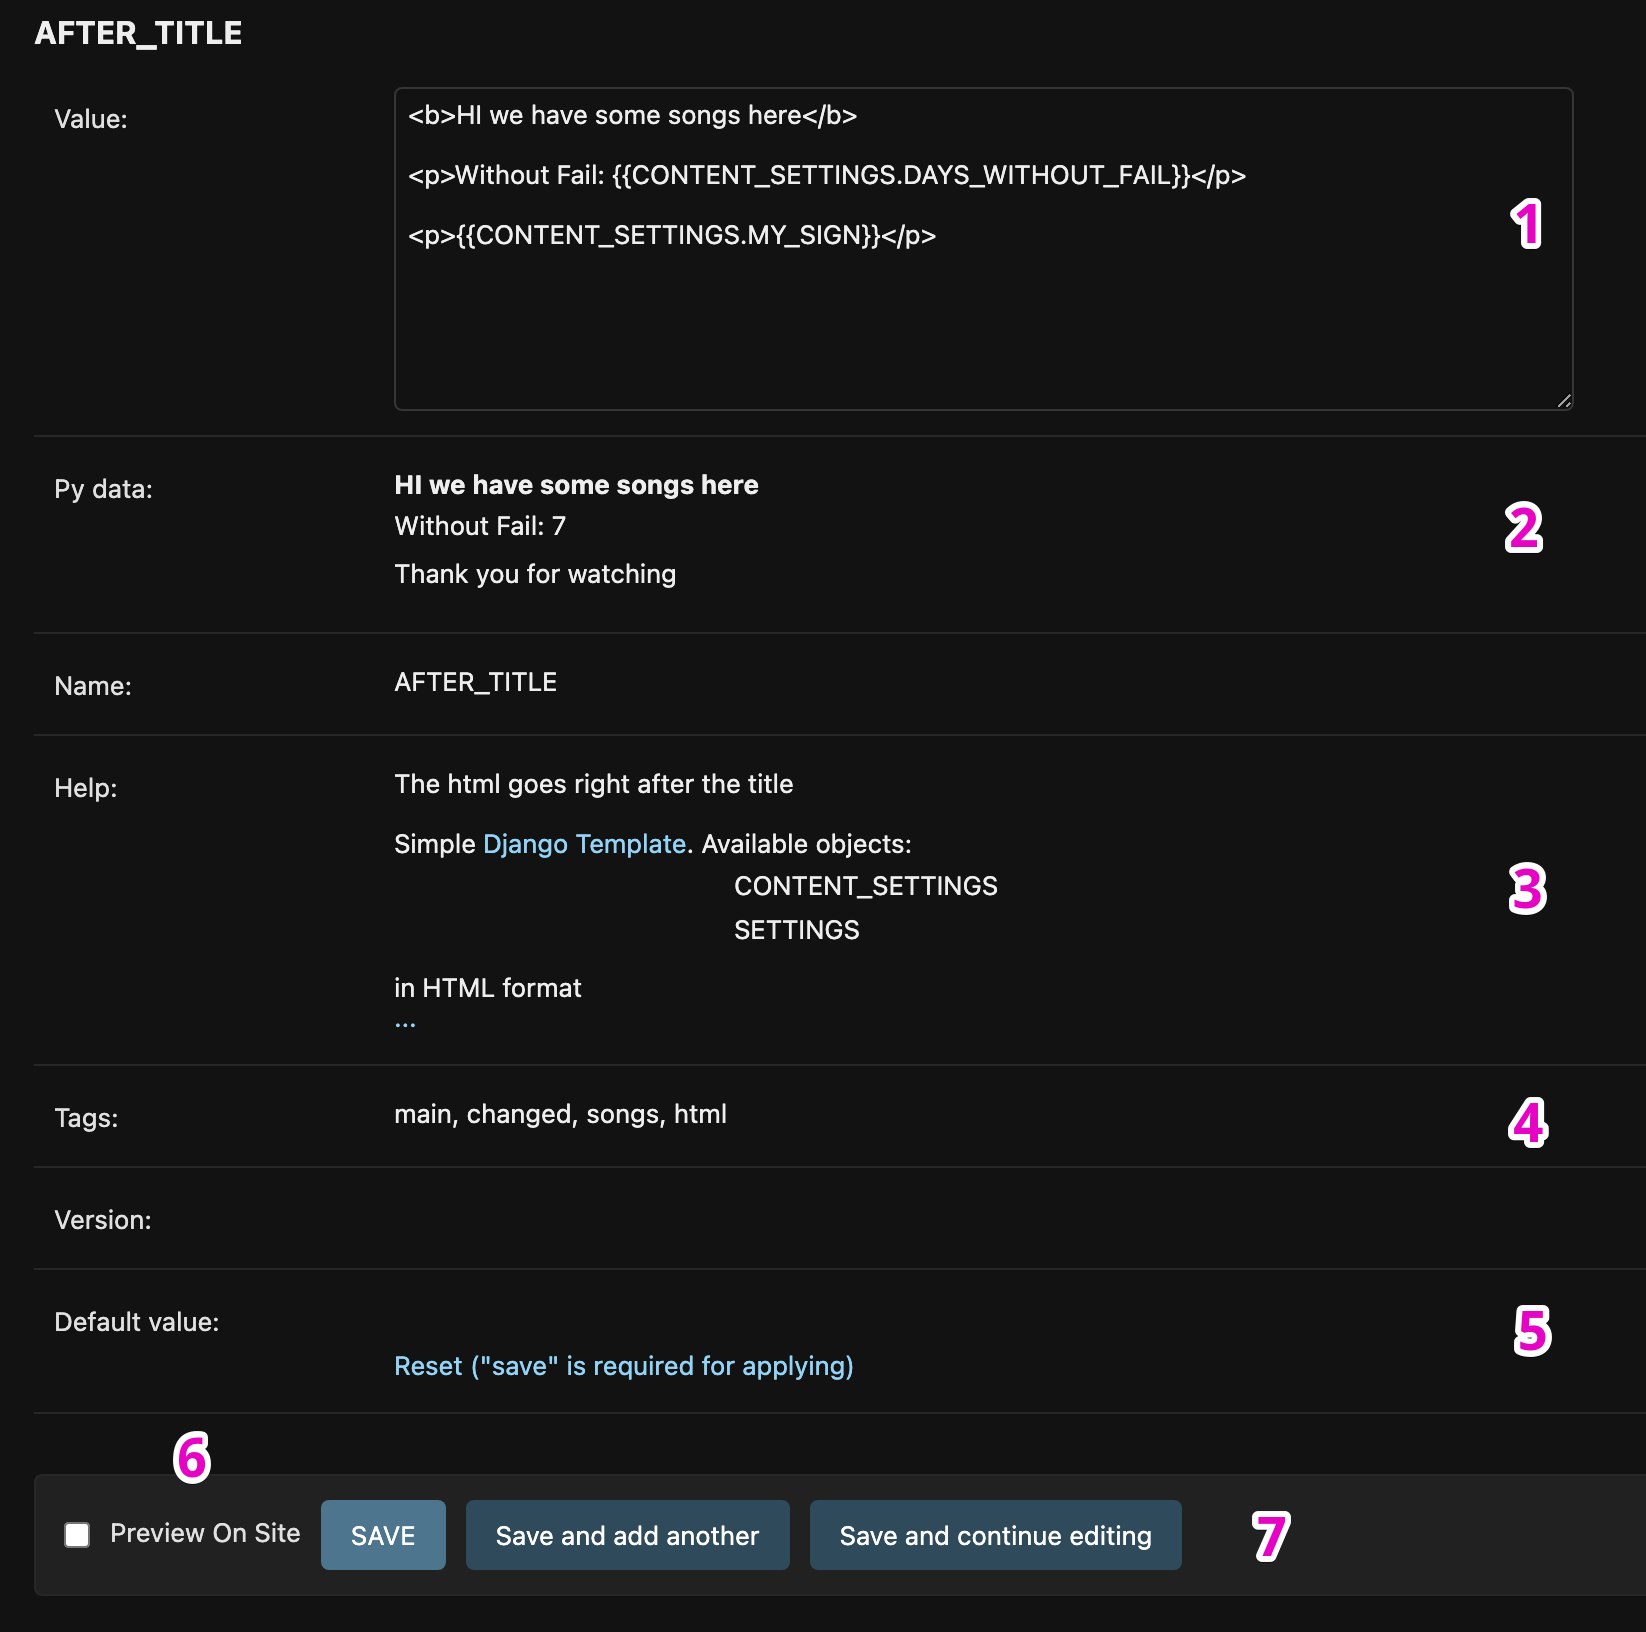 AFTER_TITLE
Value:
<b>HI we have some songs here</b>
<p>Without Fail: {{CONTENT_SETTINGS.DAYS_WITHOUT_FAIL}}</p>
<p>{{CONTENT_SETTINGS.MY_SIGN}}</p>
1
Py data:
HI we have some songs here
Without Fail: 7
Thank you for watching
2
Name:
AFTER_TITLE
Help:
The html goes right after the title
Simple Django Template. Available objects:
CONTENT_SETTINGS
SETTINGS
in HTML format
...
3
Tags:
main, changed, songs, html
4
Version:
Default value:
Reset ("save" is required for applying)
5
6
Preview On Site
SAVE
Save and add another
Save and continue editing
7